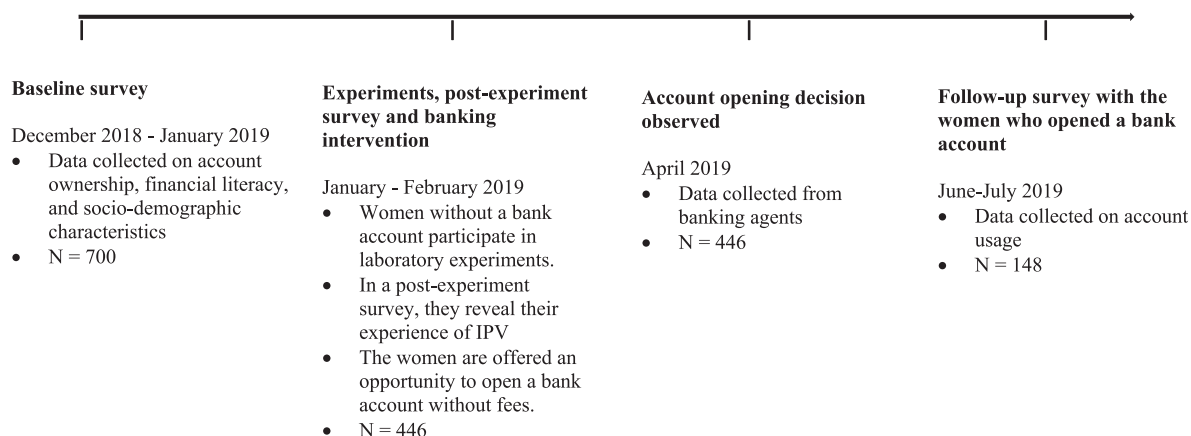 Baseline survey
December 2018 - January 2019
• Data collected on account
ownership, financial literacy,
and socio-demographic
characteristics
• N = 700
Experiments, post-experiment
survey and banking
intervention
January - February 2019
• Women without a bank
account participate in
laboratory experiments.
• In a post-experiment
survey, they reveal their
experience of IPV
• The women are offered an
opportunity to open a bank
account without fees.
• N = 446
Account opening decision
observed
April 2019
• Data collected from
banking agents
• N = 446
Follow-up survey with the
women who opened a bank
account
June-July 2019
• Data collected on account
usage
• N = 148